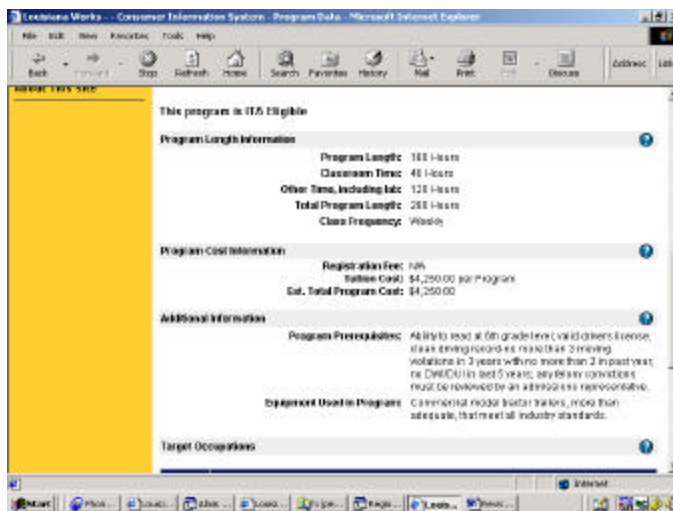 Louisiana Works - - Consumer Information System - Program Data - Microsoft Internet Explorer
File Edit View Favorites Tools Help
Back Forward Stop Refresh Home Search Favorites History Mail Print Edit Discuss Address
About This Site
This program is ITA Eligible
Program Length Information
Program Length:
Classroom Time: 40 Hours
Other Time, including lab: 120 Hours
Total Program Length:
Class Frequency: Weekly
Program Cost Information
Registration Fee: N/A
Tuition Cost: $4,250.00 per Program
Est. Total Program Cost: $4,250.00
Additional Information
Program Prerequisites: Ability to read at 6th grade level; valid drivers license,
clean driving record-no more than 3 moving
violations in 3 years with no more than 2 in past year;
no DWI/DUI in last 5 years; any felony convictions
must be reviewed by an admissions representative.
Equipment Used in Program: Commercial model tractor trailers, more than
adequate, that meet all industry standards.
Target Occupations
Internet
Start